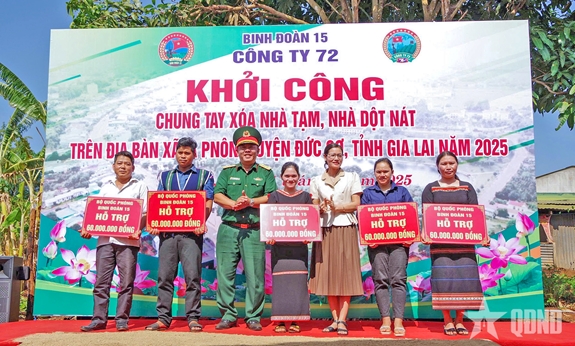 BINH ĐOÀN 15
CÔNG TY 72
KHỞI CÔNG
CHUNG TAY XÓA NHÀ TẠM, NHÀ DỘT NÁT
TRÊN ĐỊA BÀN XÃ PHÔN, HUYỆN ĐỨC CƠ, TỈNH GIA LAI NĂM 2025
BỘ QUỐC PHÒNG
BINH ĐOÀN 15
HỖ TRỢ
60.000.000 ĐỒNG
BỘ QUỐC PHÒNG
BINH ĐOÀN 15
HỖ TRỢ
60.000.000 ĐỒNG
BỘ QUỐC PHÒNG
BINH ĐOÀN 15
HỖ TRỢ
60.000.000 ĐỒNG
BỘ QUỐC PHÒNG
BINH ĐOÀN 15
HỖ TRỢ
60.000.000 ĐỒNG
BỘ QUỐC PHÒNG
BINH ĐOÀN 15
HỖ TRỢ
60.000.000 ĐỒNG
QĐND